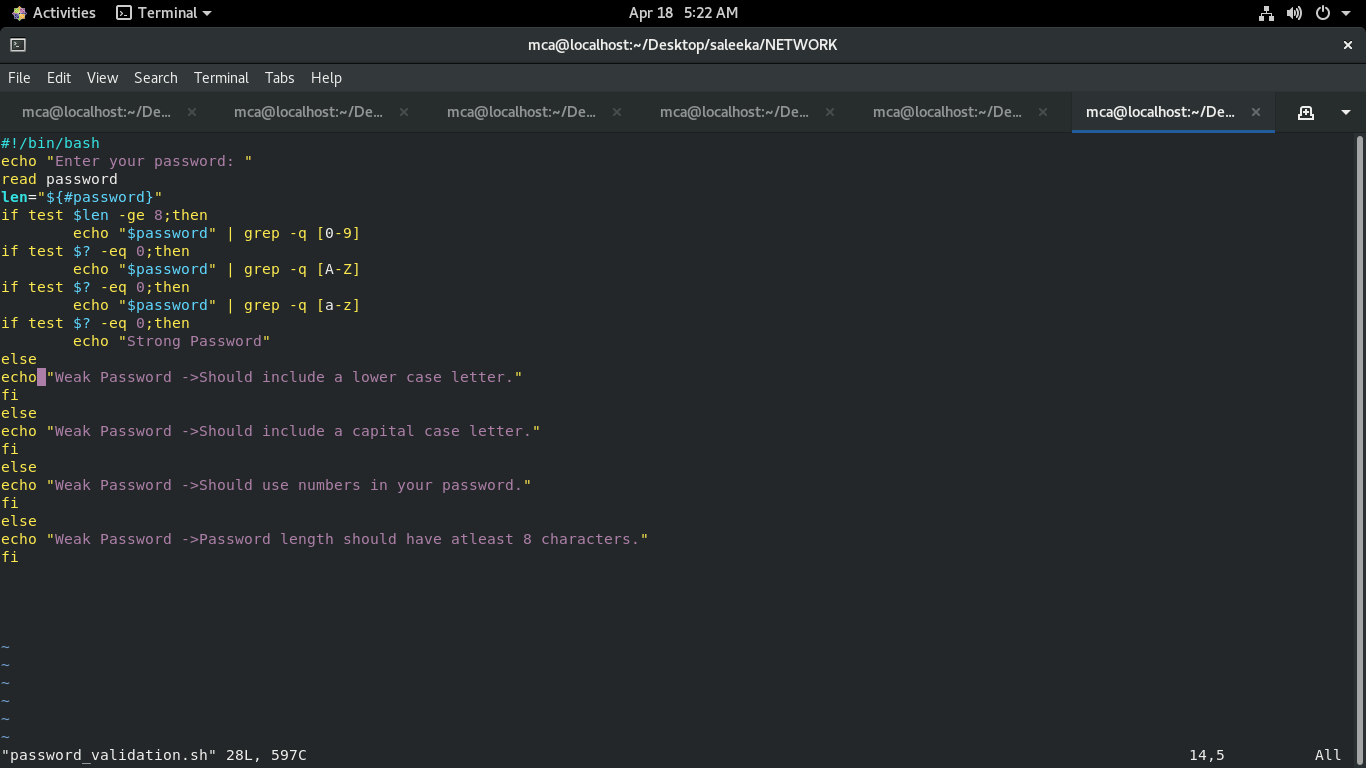 Activities Terminal Apr 18 5:22 AM
mca@localhost:~/Desktop/saleeka/NETWORK ×
File Edit View Search Terminal Tabs Help
mca@localhost:~/De... × mca@localhost:~/De... × mca@localhost:~/De... × mca@localhost:~/De... × mca@localhost:~/De... × mca@localhost:~/De... ×
#!/bin/bash
echo "Enter your password: "
read password
len="${#password}"
if test $len -ge 8;then
        echo "$password" | grep -q [0-9]
if test $? -eq 0;then
        echo "$password" | grep -q [A-Z]
if test $? -eq 0;then
        echo "$password" | grep -q [a-z]
if test $? -eq 0;then
        echo "Strong Password"
else
echo "Weak Password ->Should include a lower case letter."
fi
else
echo "Weak Password ->Should include a capital case letter."
fi
else
echo "Weak Password ->Should use numbers in your password."
fi
else
echo "Weak Password ->Password length should have atleast 8 characters."
fi
~
~
~
~
~
~
"password_validation.sh" 28L, 597C 14,5 All